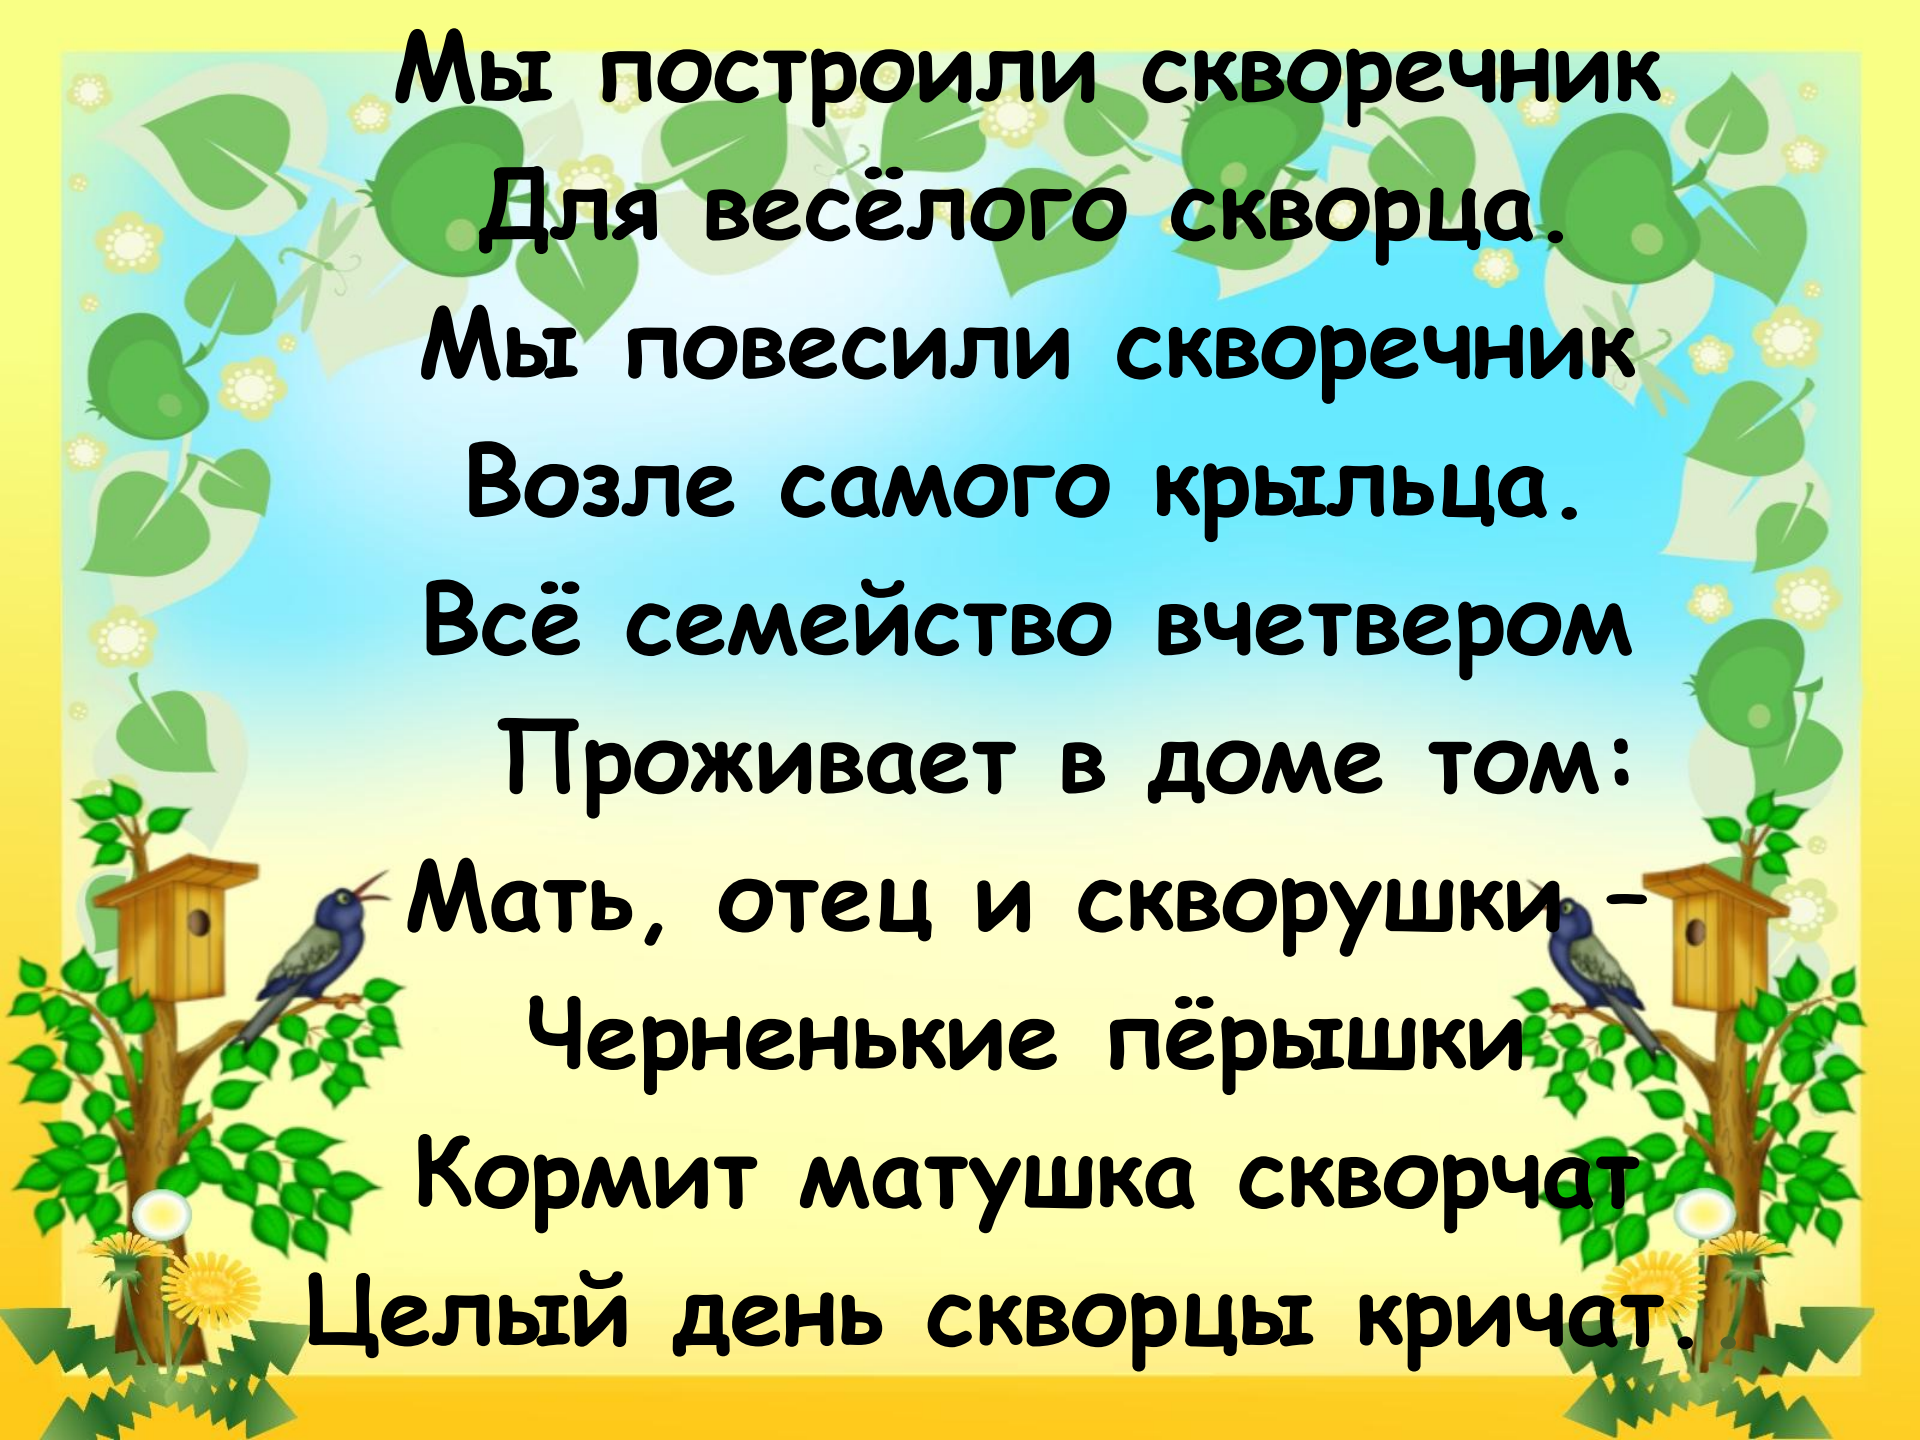 Мы построили скворечник
Для весёлого скворца.
Мы повесили скворечник
Возле самого крыльца.
Всё семейство вчетвером
Проживает в доме том:
Мать, отец и скворушки –
Черненькие пёрышки
Кормит матушка скворчат
Целый день скворцы кричат..